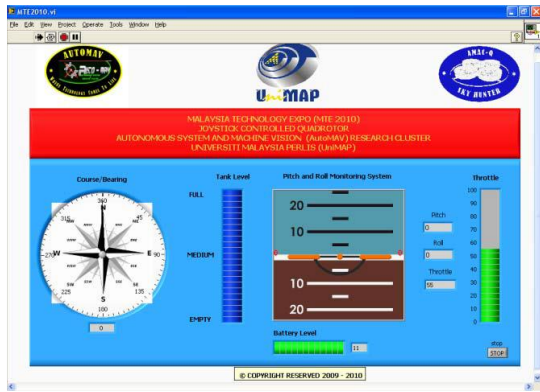 MTE2010.vi
File Edit View Project Operate Tools Window Help
AUTOMAV
UniMAP
AMAC-Q
SKY HUNTER
MALAYSIA TECHNOLOGY EXPO (MTE 2010)
JOYSTICK CONTROLLED QUADROTOR
AUTONOMOUS SYSTEM AND MACHINE VISION (AutoMAV) RESEARCH CLUSTER
UNIVERSITI MALAYSIA PERLIS (UniMAP)
Course/Bearing
360
N
45
E 90
135
S
180
225
270 W
315
0
Tank Level
FULL
MEDIUM
EMPTY
Pitch and Roll Monitoring System
20
10
10
20
Battery Level
11
Pitch
0
Roll
0
Throttle
55
Throttle
100
90
80
70
60
50
40
30
20
10
0
stop
STOP
© COPYRIGHT RESERVED 2009 - 2010